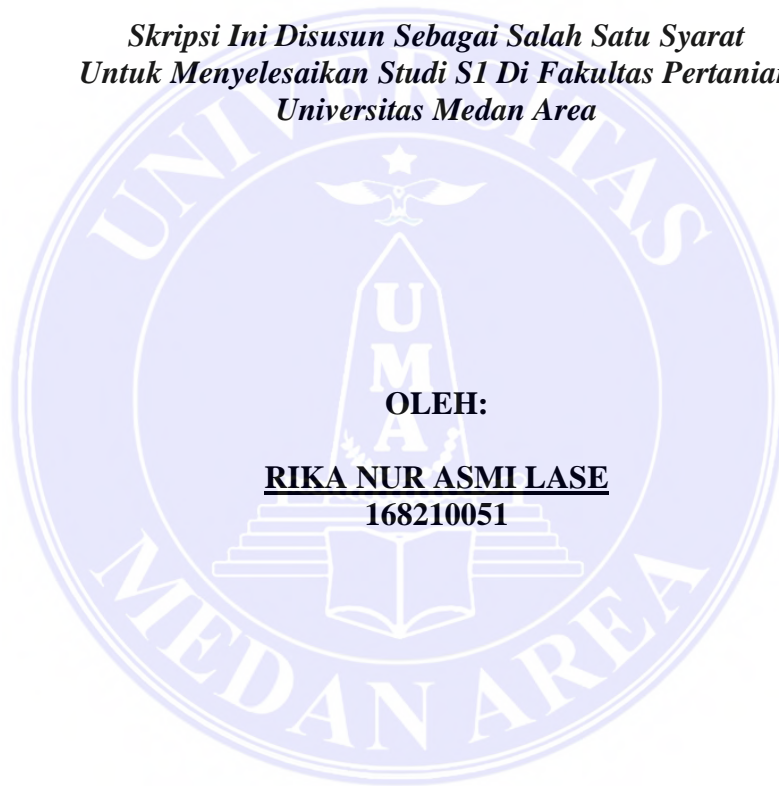 Skripsi Ini Disusun Sebagai Salah Satu Syarat
Untuk Menyelesaikan Studi S1 Di Fakultas Pertanian
Universitas Medan Area
UNIVERSITAS
UMA
OLEH:
RIKA NUR ASMI LASE
168210051
MEDAN AREA